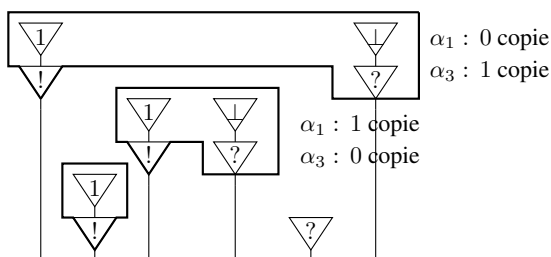 1 ⊥ α₁ : 0 copie
! ? α₃ : 1 copie
1 ⊥ α₁ : 1 copie
! ? α₃ : 0 copie
1
! ?